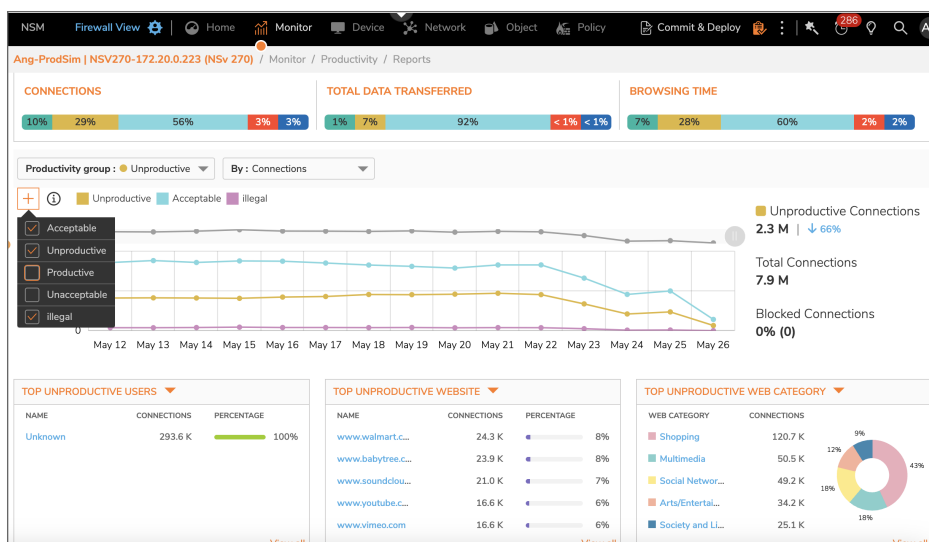 NSM Firewall View Home Monitor Device Network Object Policy Commit & Deploy 286
Ang-ProdSim | NSV270-172.20.0.223 (NSv 270) / Monitor / Productivity / Reports
CONNECTIONS TOTAL DATA TRANSFERRED BROWSING TIME
10% 29% 56% 3% 3% 1% 7% 92% < 1% < 1% 7% 28% 60% 2% 2%
Productivity group : Unproductive By : Connections
Unproductive Acceptable illegal
Acceptable
Unproductive
Productive
Unacceptable
illegal
0
May 12 May 13 May 14 May 15 May 16 May 17 May 18 May 19 May 20 May 21 May 22 May 23 May 24 May 25 May 26
Unproductive Connections
2.3 M | 66%
Total Connections
7.9 M
Blocked Connections
0% (0)
TOP UNPRODUCTIVE USERS
NAME CONNECTIONS PERCENTAGE
Unknown 293.6 K 100%
TOP UNPRODUCTIVE WEBSITE
NAME CONNECTIONS PERCENTAGE
www.walmart.c... 24.3 K 8%
www.babytree.c... 23.9 K 8%
www.soundclou... 21.0 K 7%
www.youtube.c... 16.6 K 6%
www.vimeo.com 16.6 K 6%
TOP UNPRODUCTIVE WEB CATEGORY
WEB CATEGORY CONNECTIONS
Shopping 120.7 K
Multimedia 50.5 K
Social Networ... 49.2 K
Arts/Entertai... 34.2 K
Society and Li... 25.1 K
9%
12%
43%
18%
18%